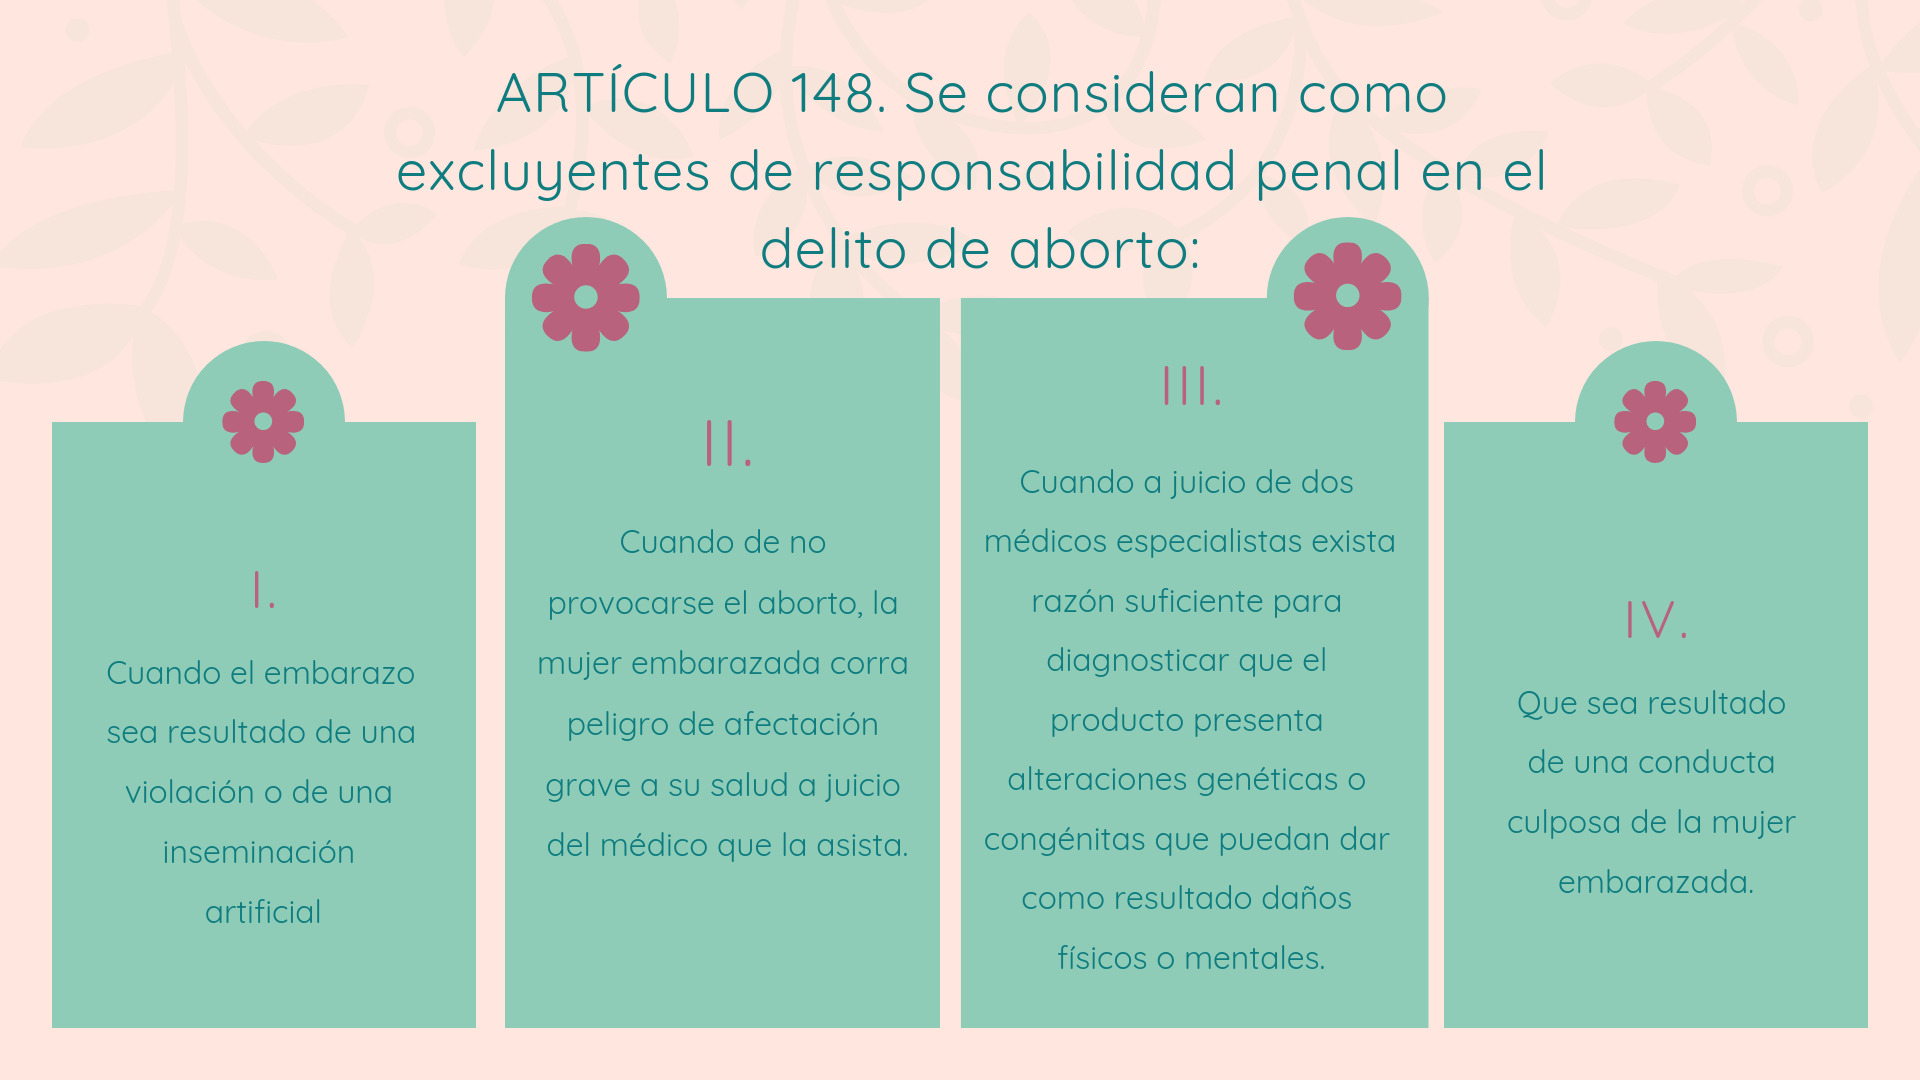 ARTÍCULO 148. Se consideran como
excluyentes de responsabilidad penal en el
delito de aborto:
I.
Cuando el embarazo
sea resultado de una
violación o de una
inseminación
artificial
II.
Cuando de no
provocarse el aborto, la
mujer embarazada corra
peligro de afectación
grave a su salud a juicio
del médico que la asista.
III.
Cuando a juicio de dos
médicos especialistas exista
razón suficiente para
diagnosticar que el
producto presenta
alteraciones genéticas o
congénitas que puedan dar
como resultado daños
físicos o mentales.
IV.
Que sea resultado
de una conducta
culposa de la mujer
embarazada.